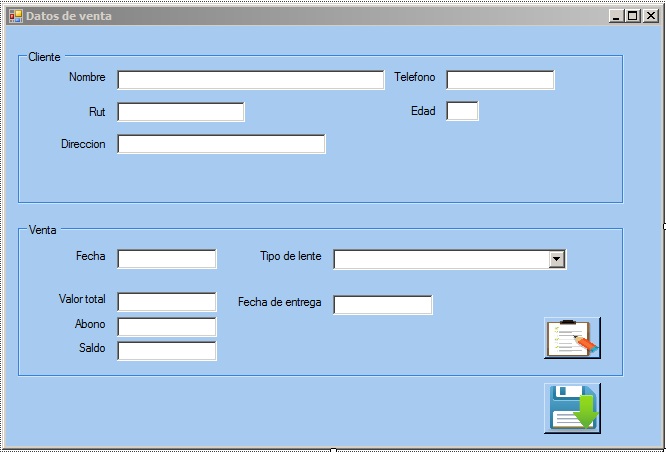 Datos de venta
Cliente
Nombre
Telefono
Rut
Edad
Direccion
Venta
Fecha
Tipo de lente
Valor total
Fecha de entrega
Abono
Saldo